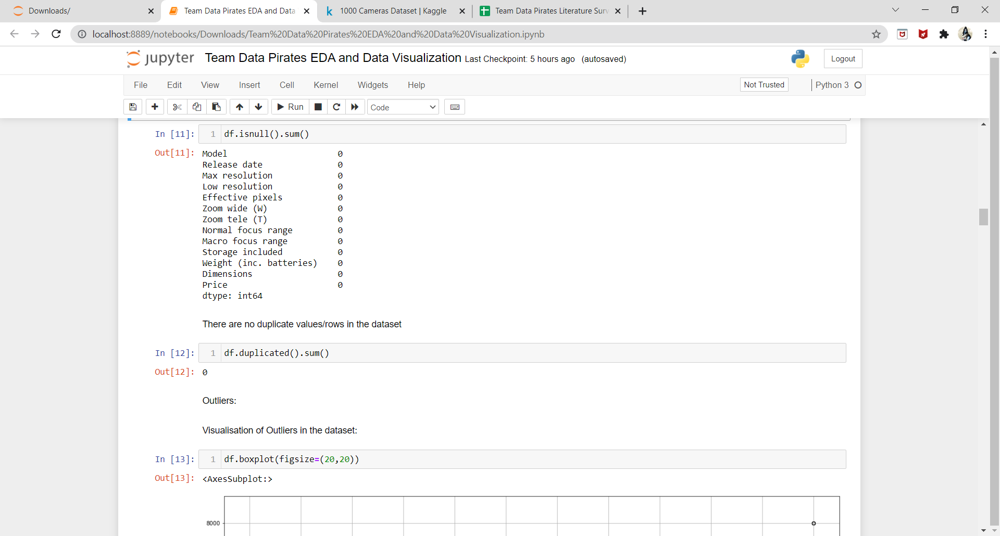 Downloads/
Team Data Pirates EDA and Data
1000 Cameras Dataset | Kaggle
Team Data Pirates Literature Surv
localhost:8889/notebooks/Downloads/Team%20Data%20Pirates%20EDA%20and%20Data%20Visualization.ipynb
jupyter Team Data Pirates EDA and Data Visualization Last Checkpoint: 5 hours ago (autosaved)
Logout
File Edit View Insert Cell Kernel Widgets Help
Not Trusted
Python 3
Run
Code
In [11]: 1 df.isnull().sum()
Out[11]: Model 0
Release date 0
Max resolution 0
Low resolution 0
Effective pixels 0
Zoom wide (W) 0
Zoom tele (T) 0
Normal focus range 0
Macro focus range 0
Storage included 0
Weight (inc. batteries) 0
Dimensions 0
Price 0
dtype: int64
There are no duplicate values/rows in the dataset
In [12]: 1 df.duplicated().sum()
Out[12]: 0
Outliers:
Visualisation of Outliers in the dataset:
In [13]: 1 df.boxplot(figsize=(20,20))
Out[13]: <AxesSubplot:>
8000